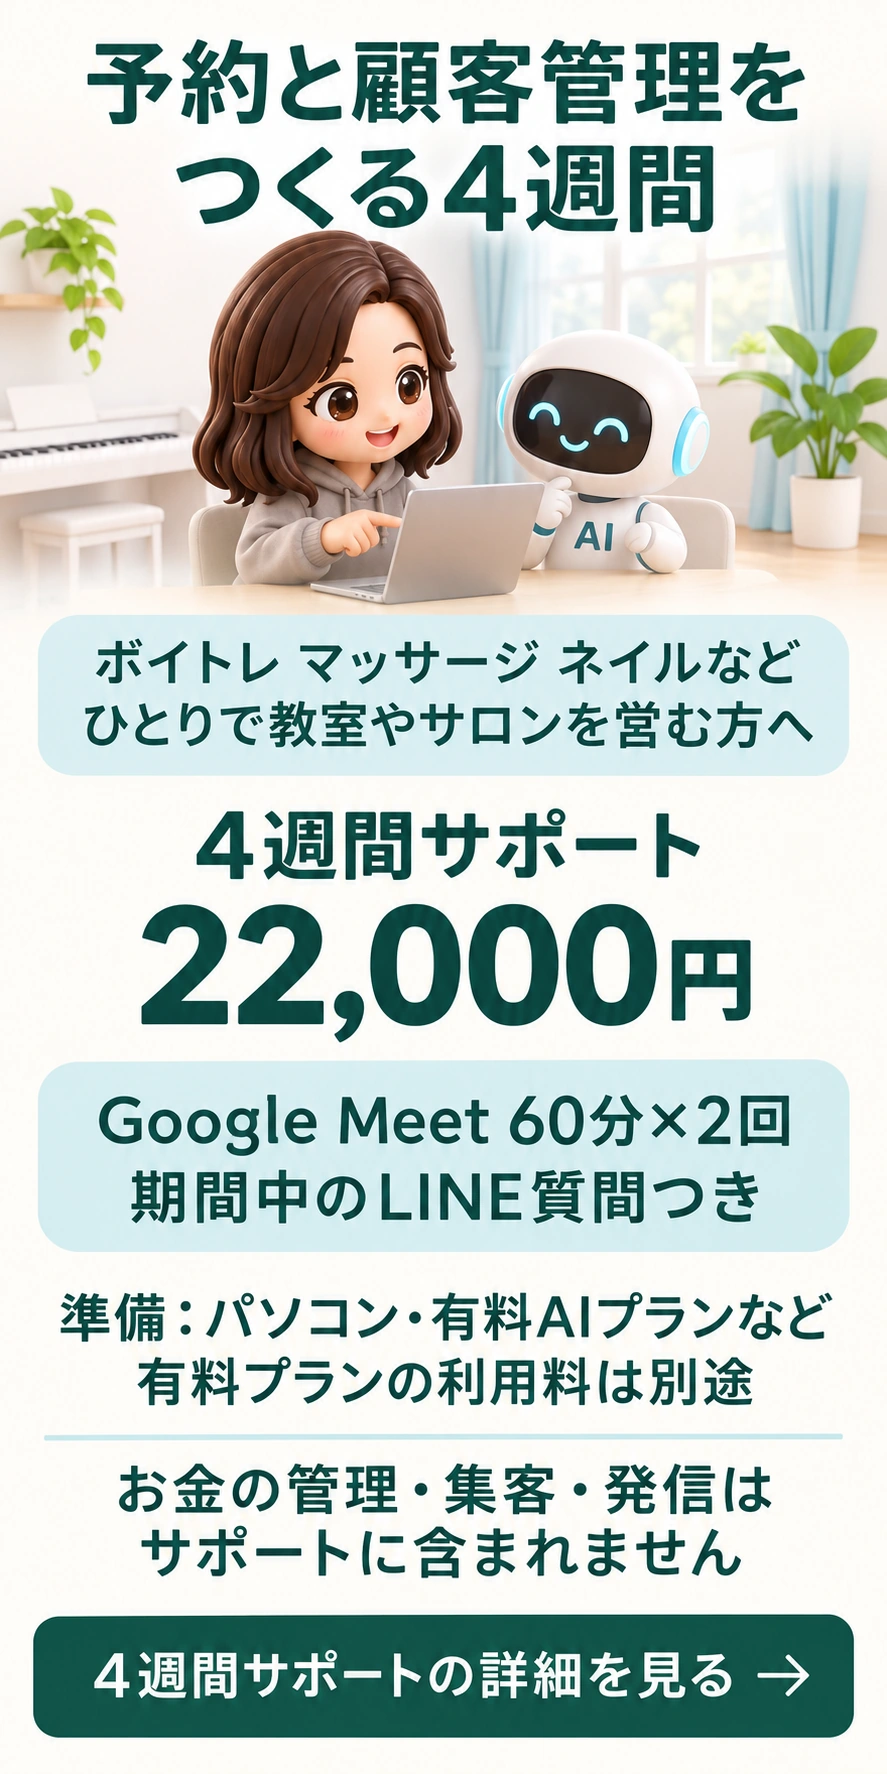 予約と顧客管理を
つくる4週間
AI
ボイトレ マッサージ ネイルなど
ひとりで教室やサロンを営む方へ
4週間サポート
22,000円
Google Meet 60分×2回
期間中のLINE質問つき
準備：パソコン・有料AIプランなど
有料プランの利用料は別途
お金の管理・集客・発信は
サポートに含まれません
4週間サポートの詳細を見る →